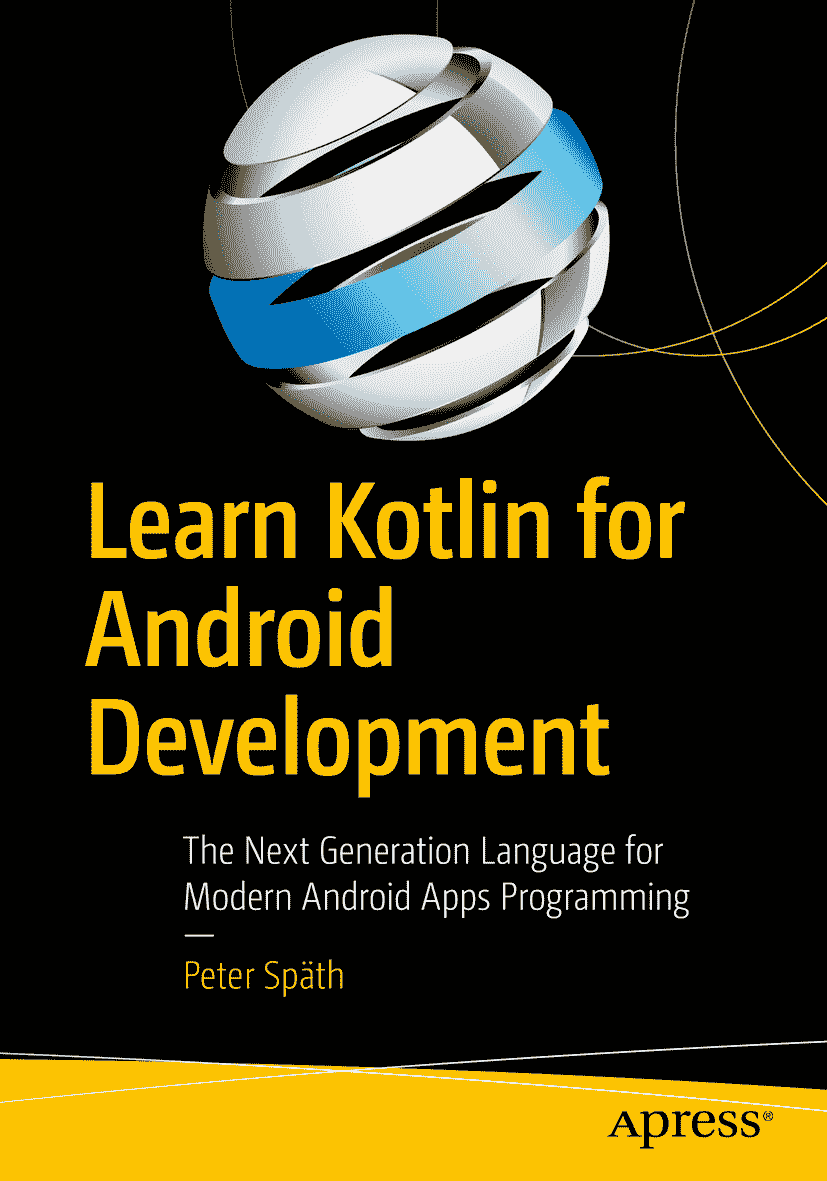 Learn Kotlin for
Android
Development
The Next Generation Language for
Modern Android Apps Programming
—
Peter Späth
Apress®